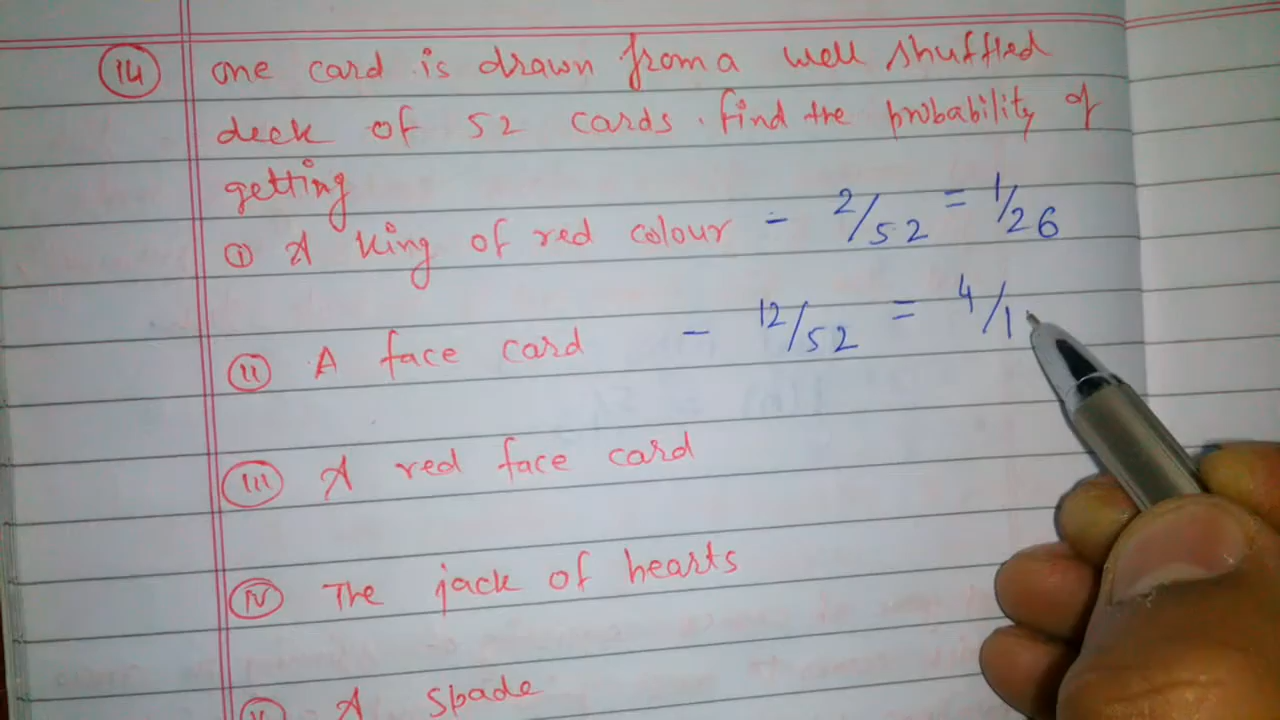 14 one card is drawn from a well shuffled
deck of 52 cards. find the probability of
getting
(i) A king of red colour - 2/52 = 1/26
(ii) A face card - 12/52 = 4/1
(iii) A red face card
(iv) The jack of hearts
A spade